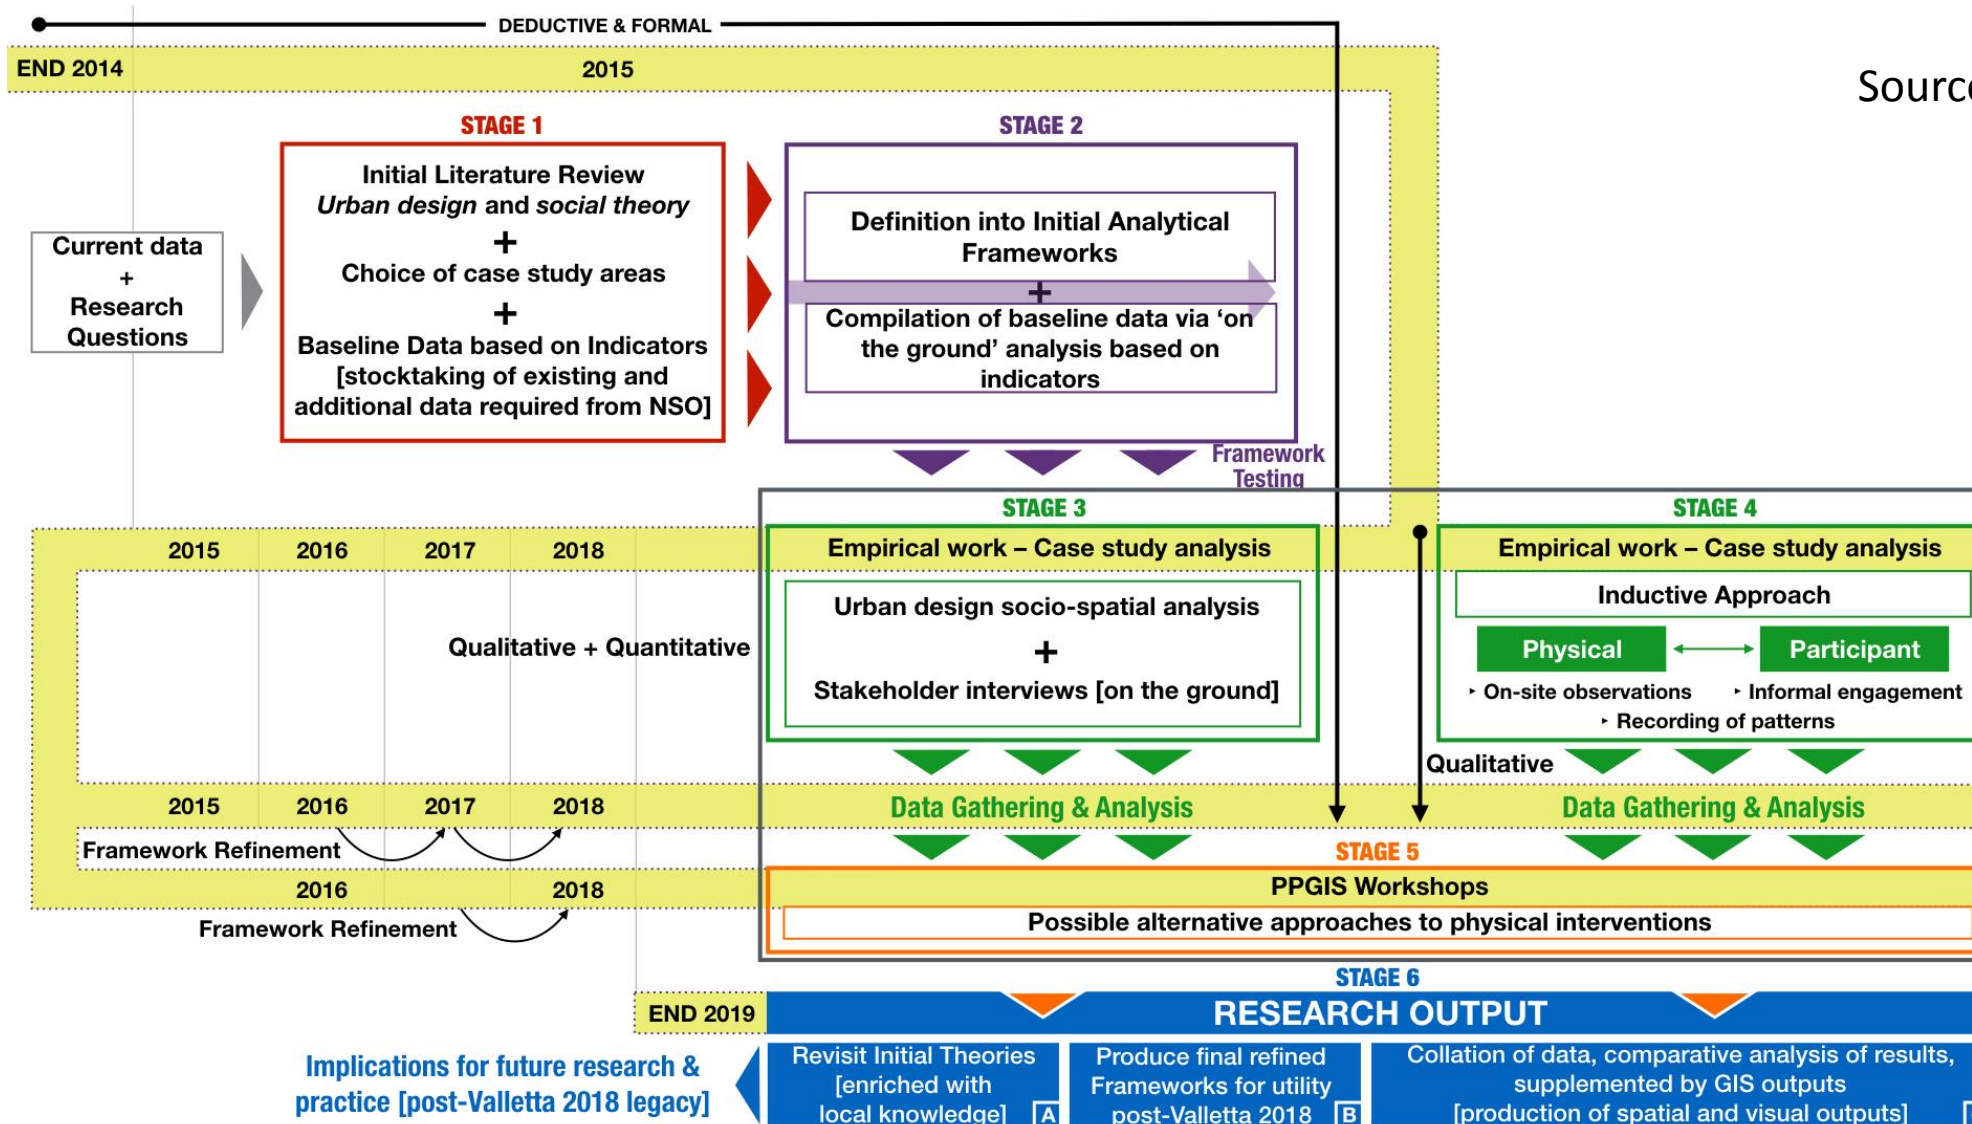 DEDUCTIVE & FORMAL
END 2014
2015
Source
STAGE 1
Initial Literature Review
Urban design and social theory
+
Choice of case study areas
+
Baseline Data based on Indicators
[stocktaking of existing and
additional data required from NSO]
STAGE 2
Definition into Initial Analytical
Frameworks
+
Compilation of baseline data via ‘on
the ground’ analysis based on
indicators
Current data
+
Research
Questions
Framework
Testing
STAGE 3
STAGE 4
2015
2016
2017
2018
Empirical work – Case study analysis
Urban design socio-spatial analysis
+
Stakeholder interviews [on the ground]
Qualitative + Quantitative
Empirical work – Case study analysis
Inductive Approach
Physical
Participant
‣ On-site observations
‣ Informal engagement
‣ Recording of patterns
Qualitative
2015
2016
2017
2018
Data Gathering & Analysis
Data Gathering & Analysis
Framework Refinement
STAGE 5
2016
2018
PPGIS Workshops
Framework Refinement
Possible alternative approaches to physical interventions
STAGE 6
END 2019
RESEARCH OUTPUT
Implications for future research &
practice [post-Valletta 2018 legacy]
Revisit Initial Theories
[enriched with
local knowledge]
A
Produce final refined
Frameworks for utility
post-Valletta 2018
B
Collation of data, comparative analysis of results,
supplemented by GIS outputs
[production of spatial and visual outputs]